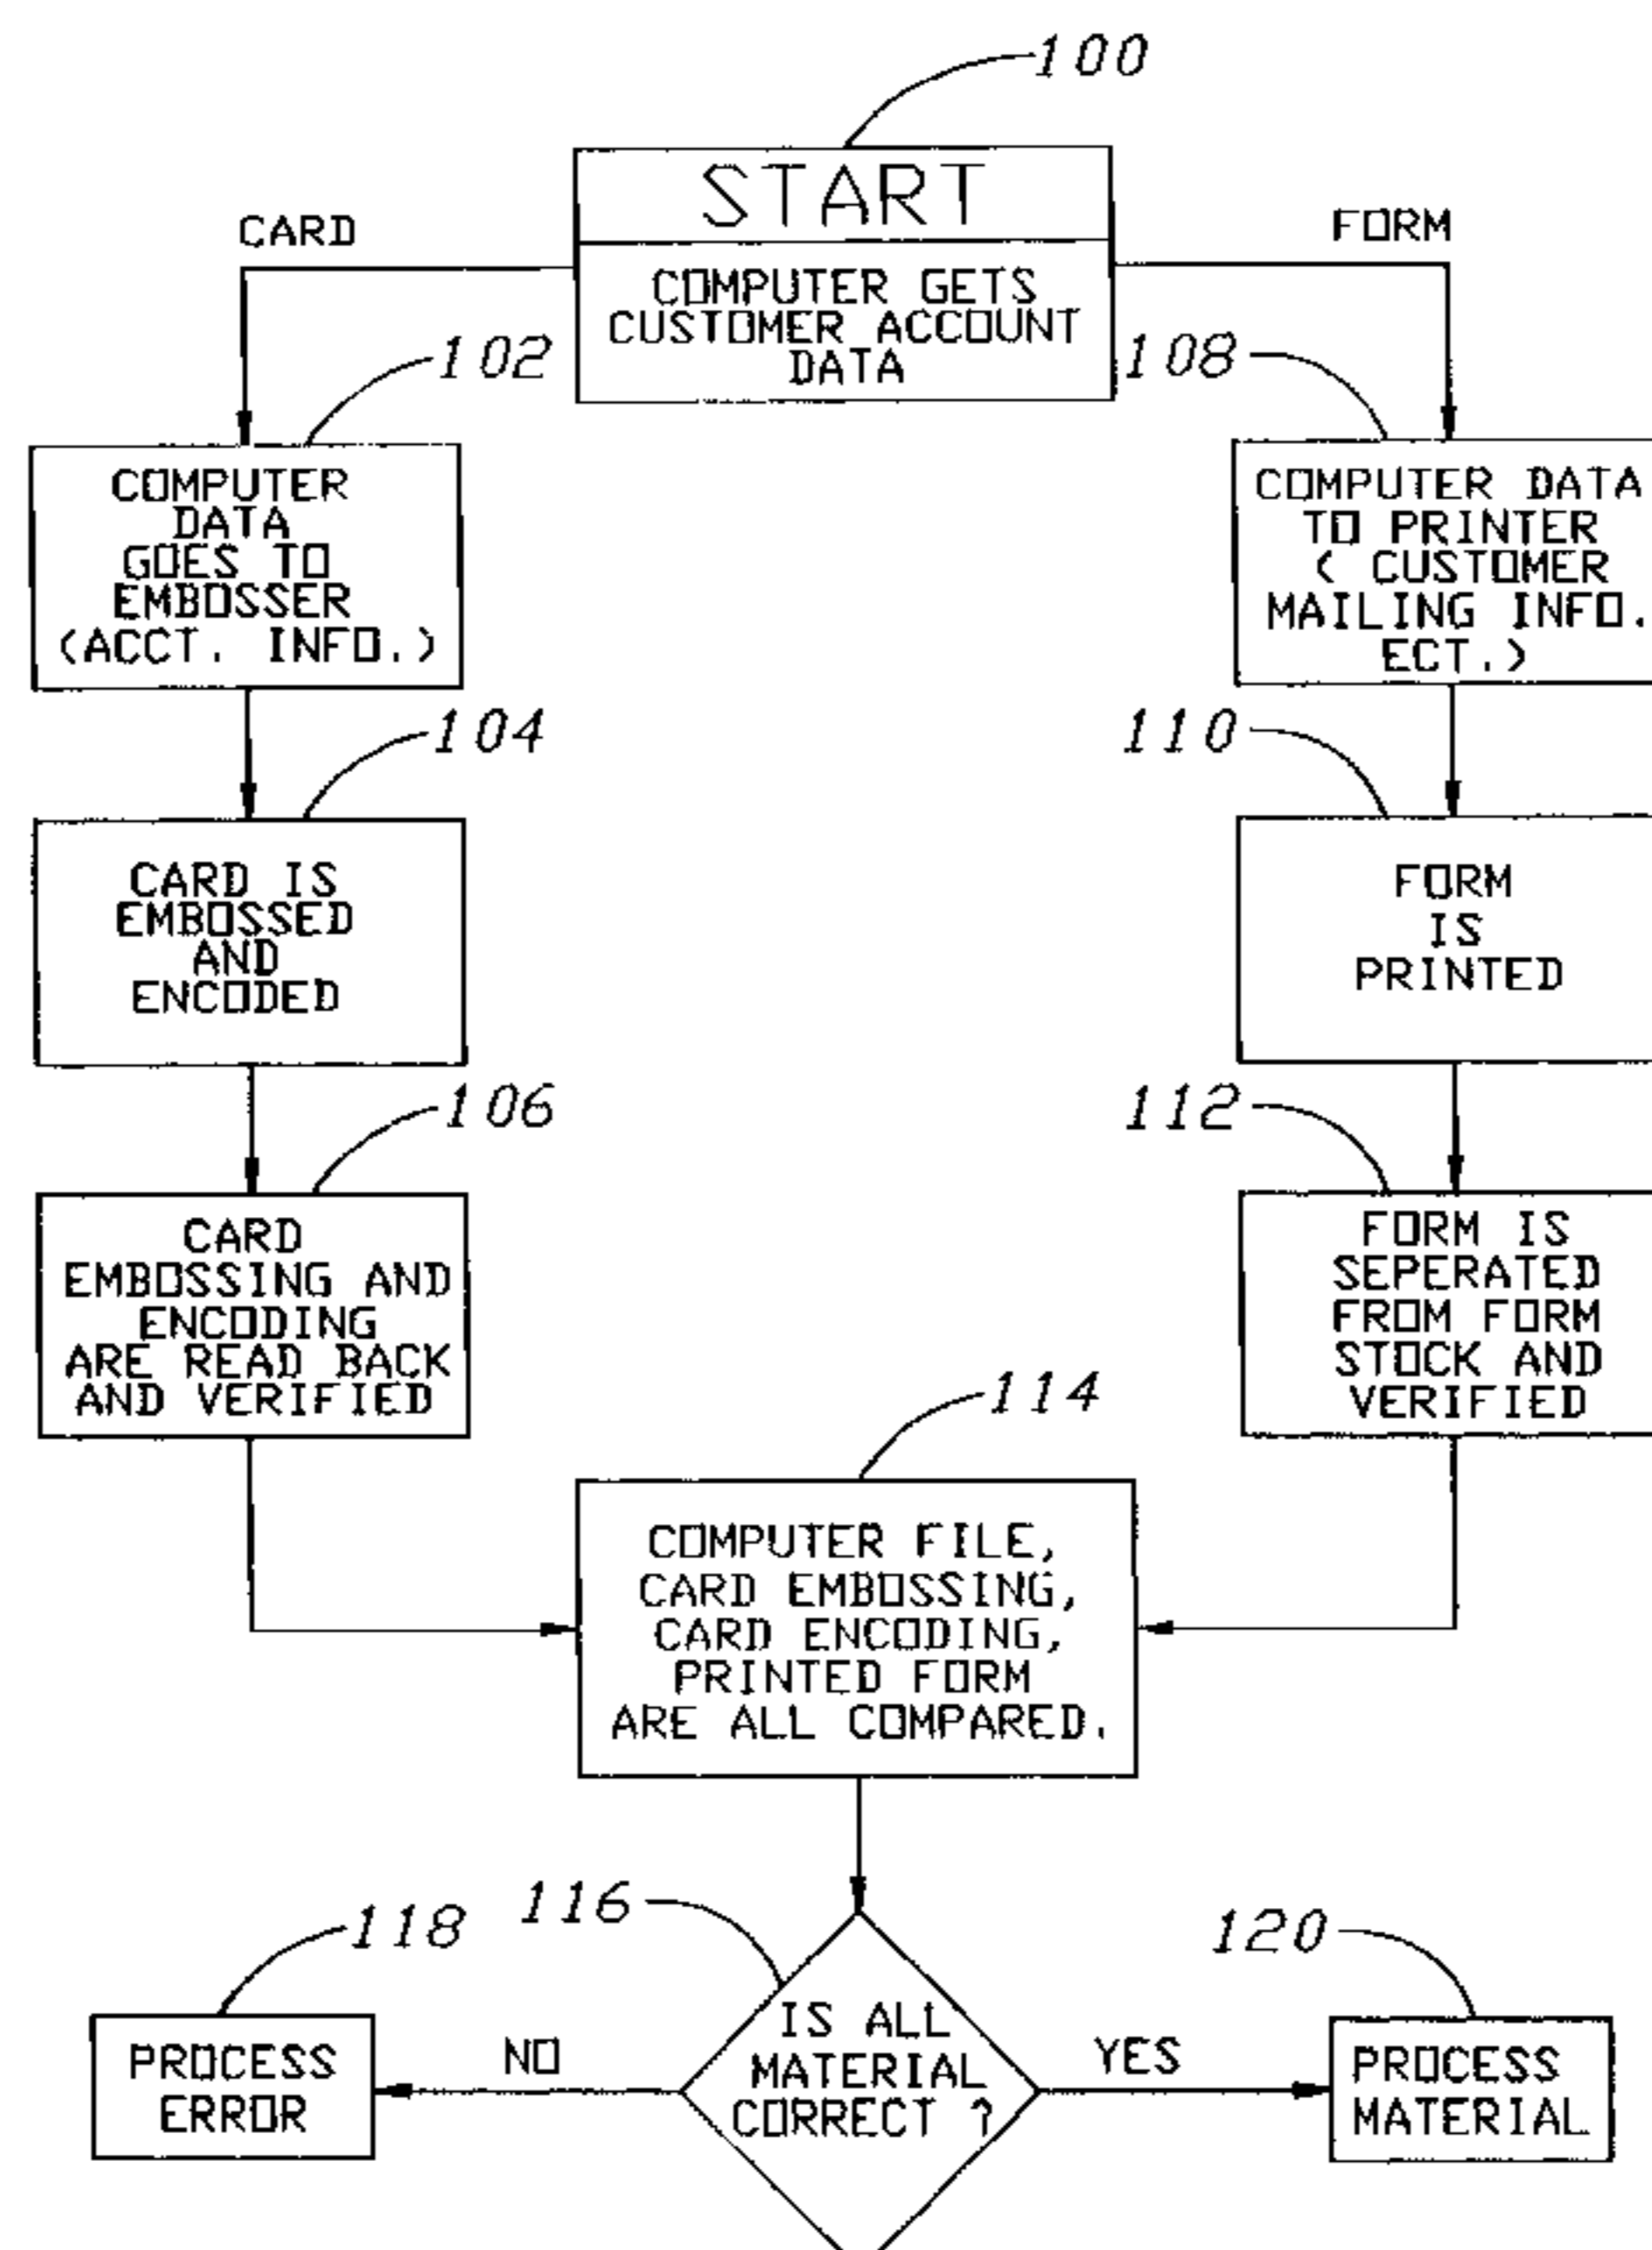 100
START
COMPUTER GETS
CUSTOMER ACCOUNT
DATA
CARD
FORM
102
COMPUTER
DATA
GOES TO
EMBOSSER
(ACCT. INFO.)
104
CARD IS
EMBOSSED
AND
ENCODED
106
CARD
EMBOSSING AND
ENCODING
ARE READ BACK
AND VERIFIED
108
COMPUTER DATA
TO PRINTER
( CUSTOMER
MAILING INFO.
ECT.)
110
FORM
IS
PRINTED
112
FORM IS
SEPERATED
FROM FORM
STOCK AND
VERIFIED
114
COMPUTER FILE,
CARD EMBOSSING,
CARD ENCODING,
PRINTED FORM
ARE ALL COMPARED.
116
IS ALL
MATERIAL
CORRECT ?
NO
118
PROCESS
ERROR
YES
120
PROCESS
MATERIAL